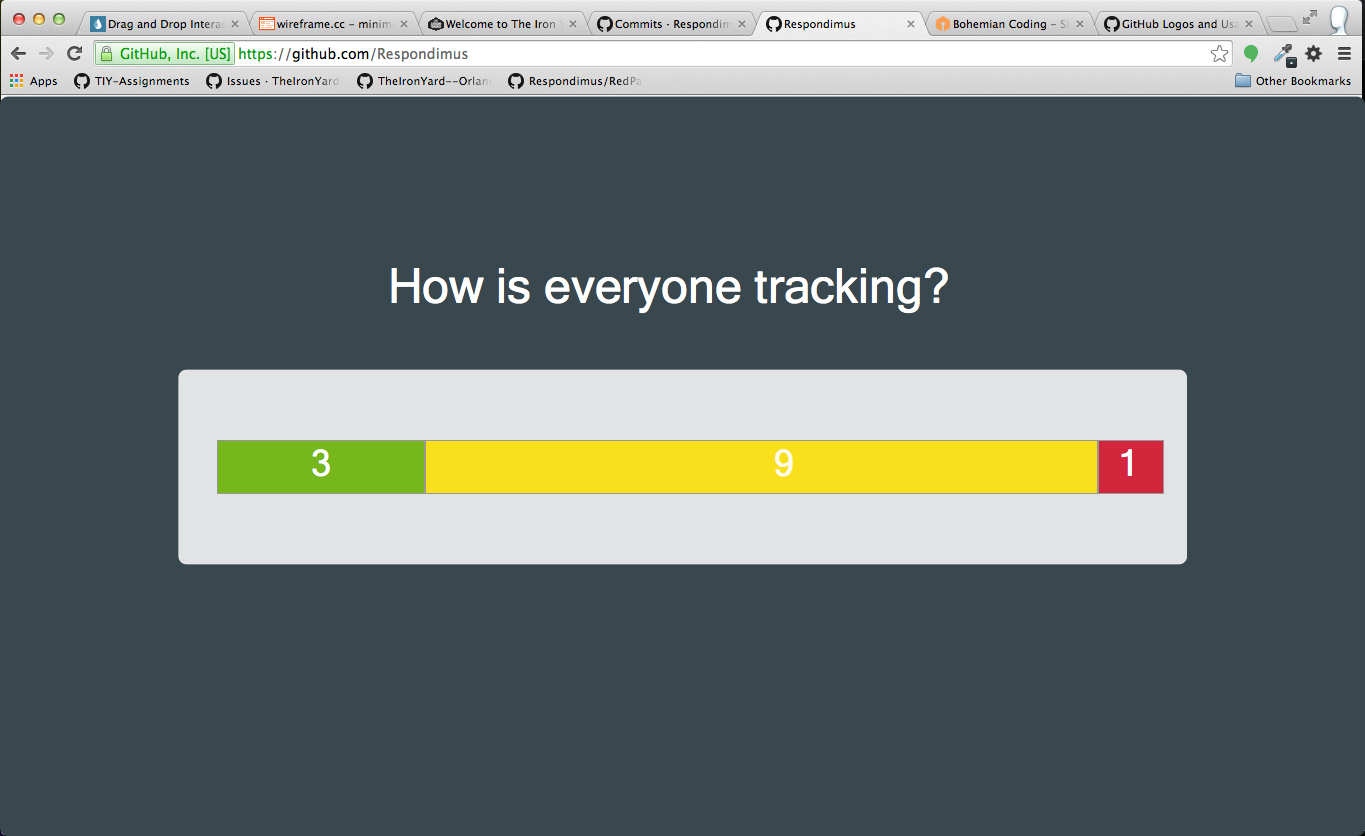 Drag and Drop Intera
wireframe.cc – minim
Welcome to The Iron
Commits · Respondim
Respondimus
Bohemian Coding – S
GitHub Logos and Us
GitHub, Inc. [US] https://github.com/Respondimus
Apps TIY-Assignments Issues · TheIronYard TheIronYard--Orlan Respondimus/RedPa Other Bookmarks
How is everyone tracking?
3 9 1